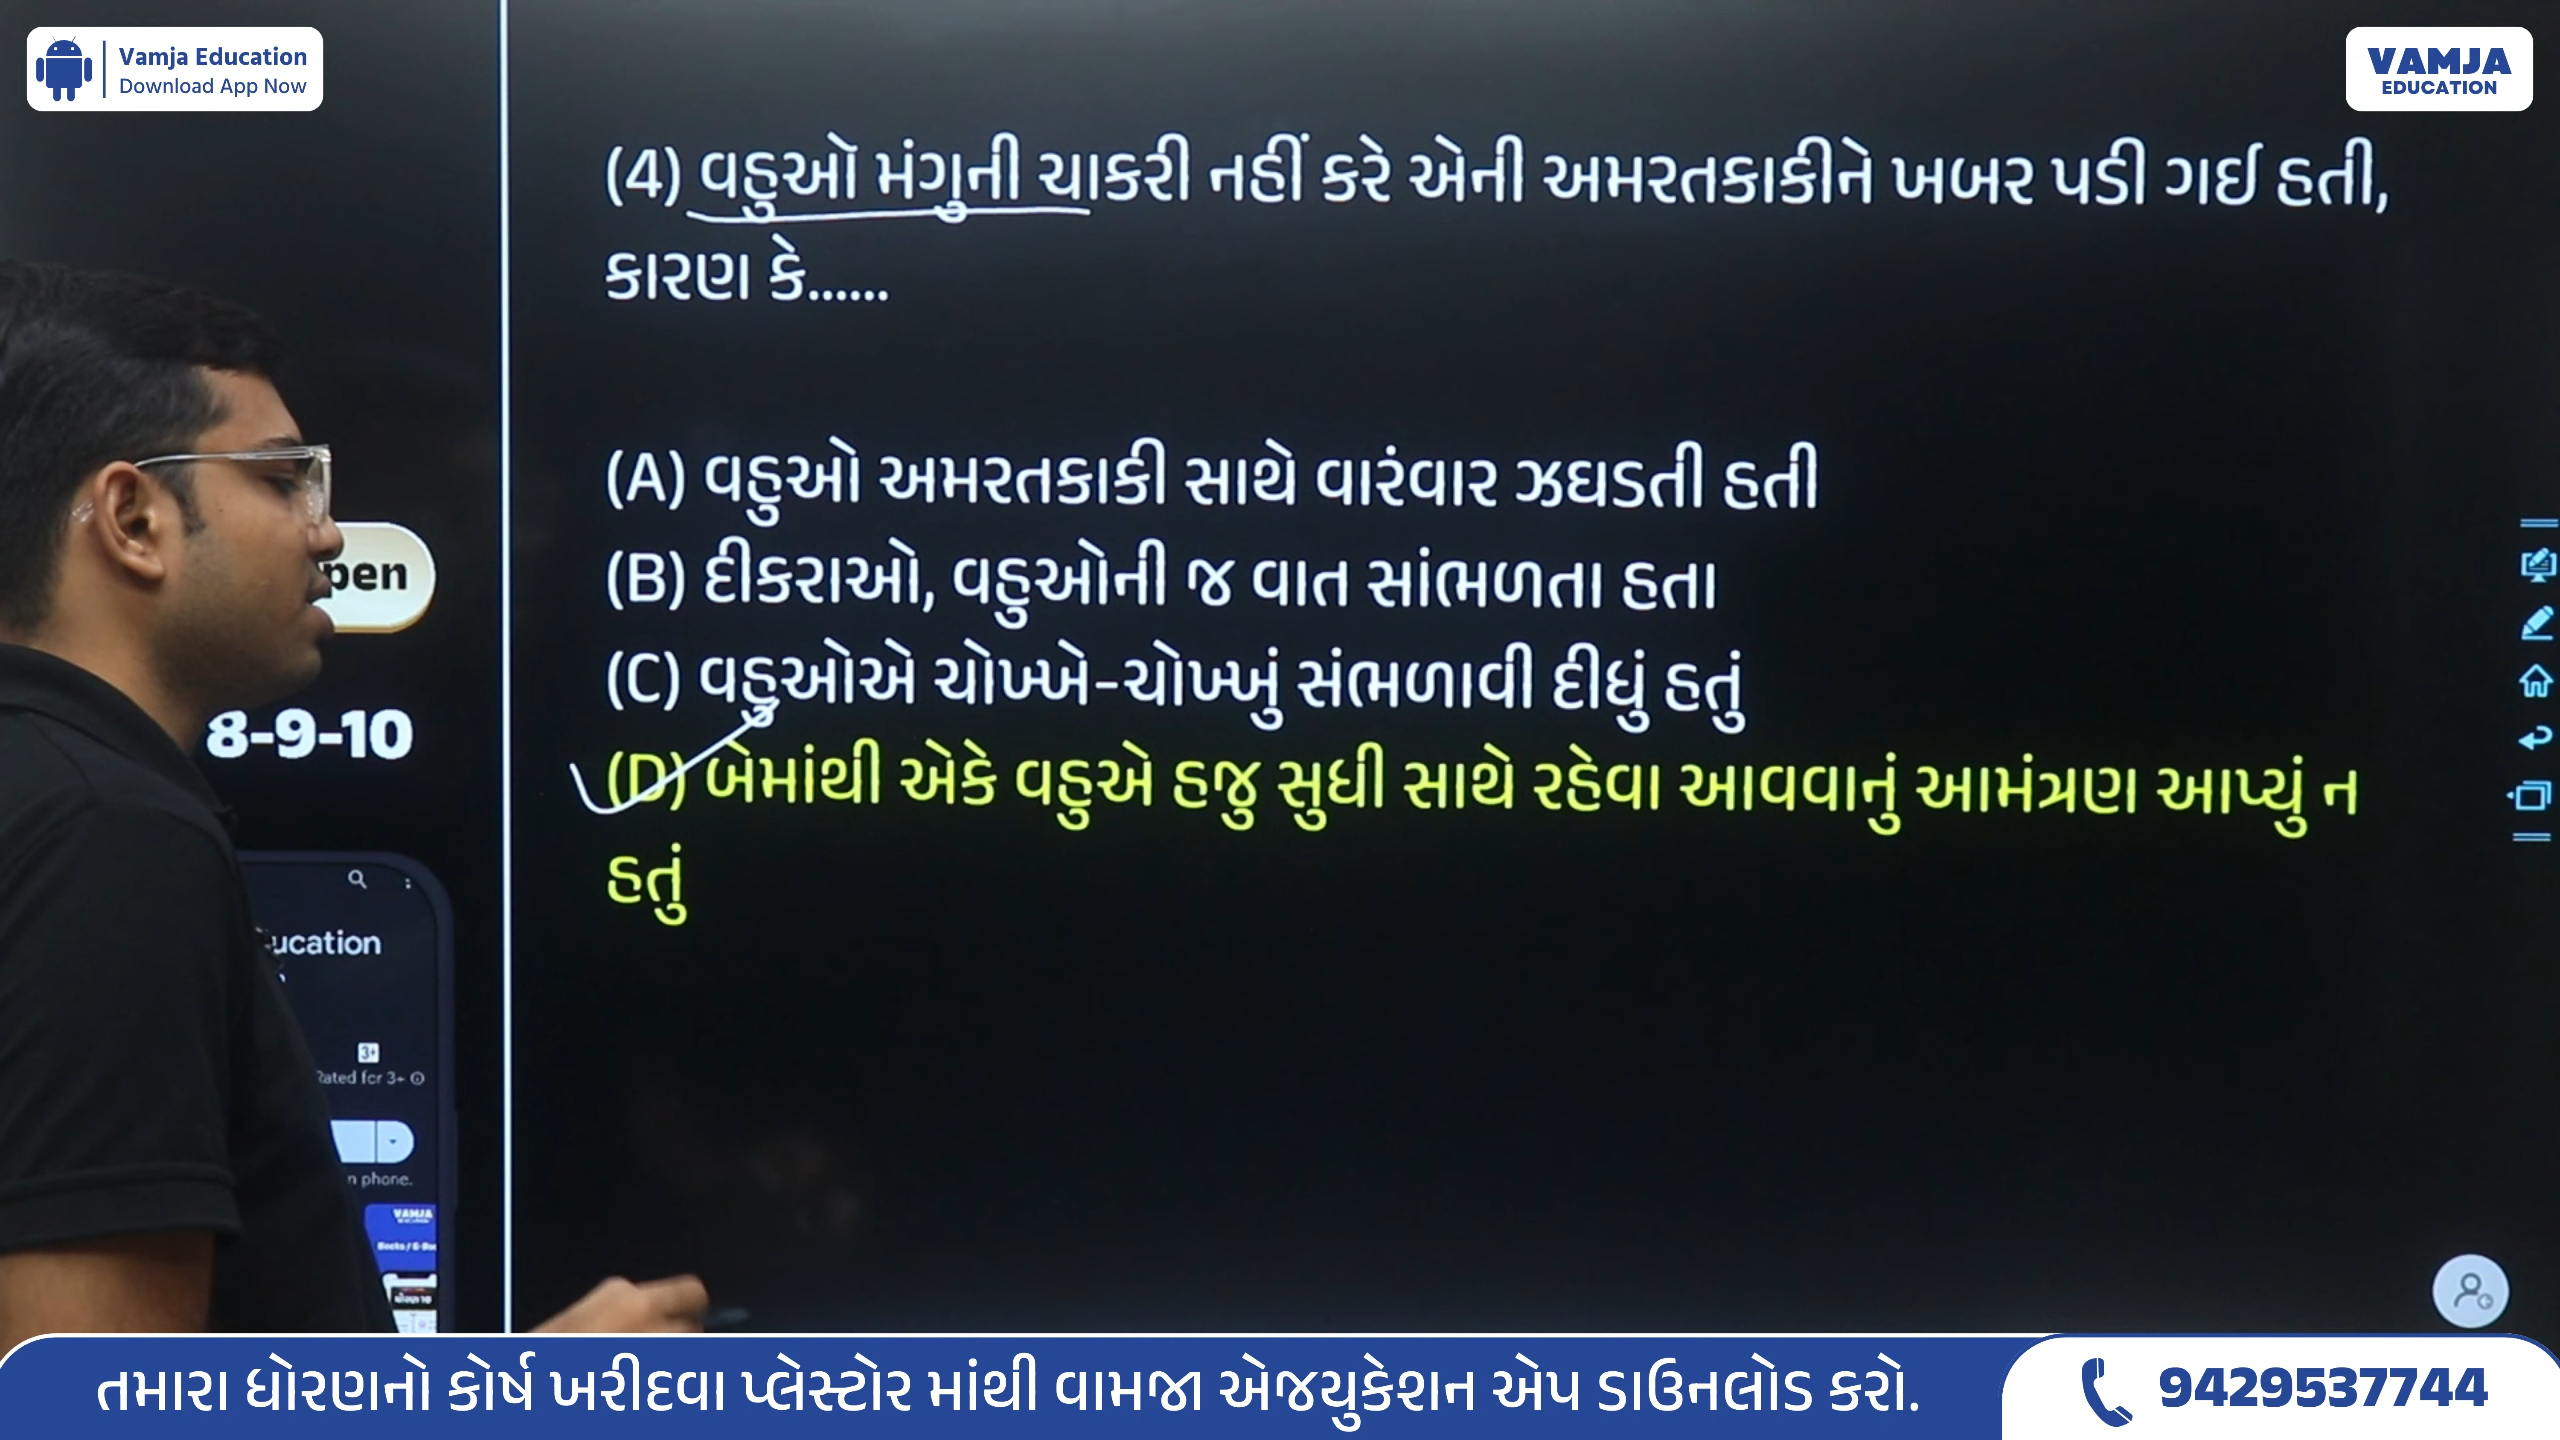 Vamja Education
Download App Now
VAMJA
EDUCATION
(4) વહુઓ મંગુની ચાકરી નહીં કરે એની અમરતકાકીને ખબર પડી ગઈ હતી,
કારણ કે......
(A) વહુઓ અમરતકાકી સાથે વારંવાર ઝઘડતી હતી
(B) દીકરાઓ, વહુઓની જ વાત સાંભળતા હતા
(C) વહુઓએ ચોખ્ખે-ચોખ્ખું સંભળાવી દીધું હતું
(D) બેમાંથી એકે વહુએ હજુ સુધી સાથે રહેવા આવવાનું આમંત્રણ આપ્યું ન
હતું
pen
8-9-10
ucation
3+
Rated for 3+
n phone.
VAMJA
તમારા ધોરણનો કોર્ષ ખરીદવા પ્લેસ્ટોર માંથી વામજા એજયુકેશન એપ ડાઉનલોડ કરો.
9429537744